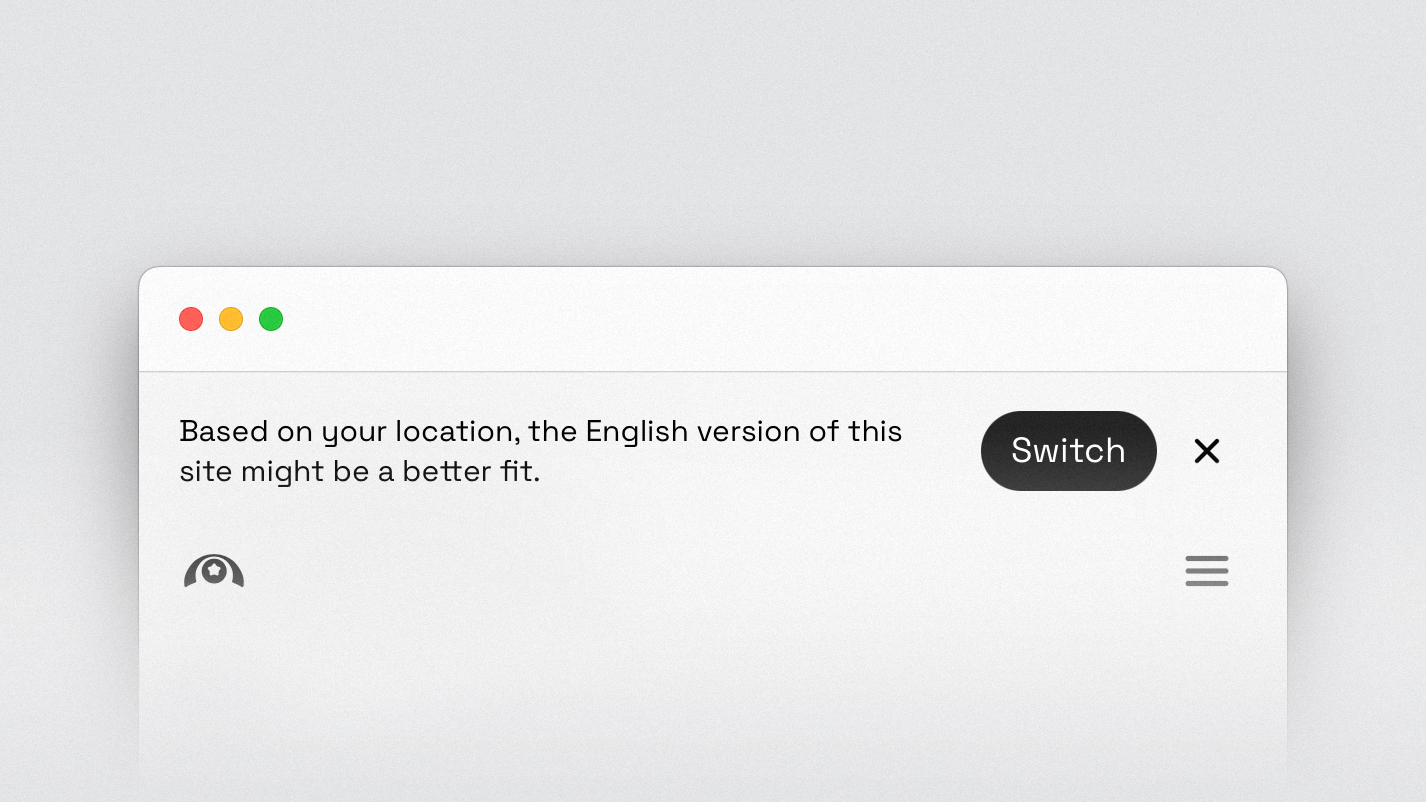 Based on your location, the English version of this
site might be a better fit.
Switch